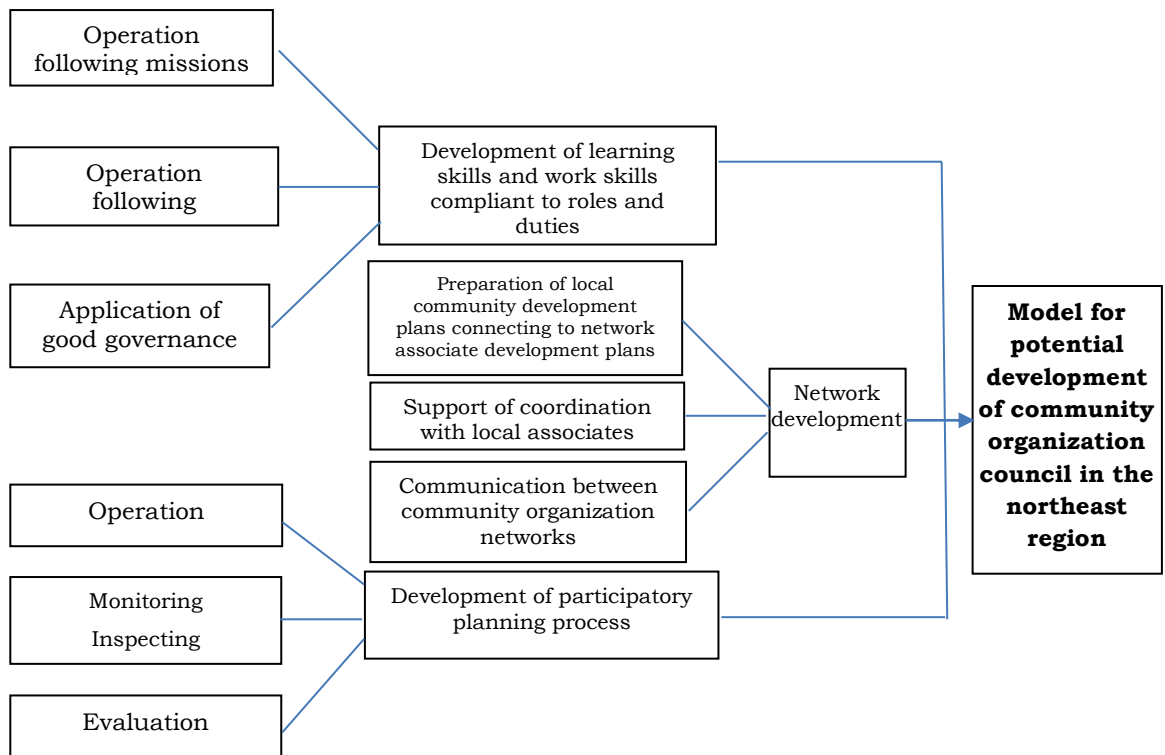 Operation
following missions
Operation
following
Application of
good governance
Development of learning
skills and work skills
compliant to roles and
duties
Preparation of local
community development
plans connecting to network
associate development plans
Support of coordination
with local associates
Communication between
community organization
networks
Network
development
Model for
potential
development
of community
organization
council in the
northeast
region
Operation
Monitoring
Inspecting
Evaluation
Development of participatory
planning process